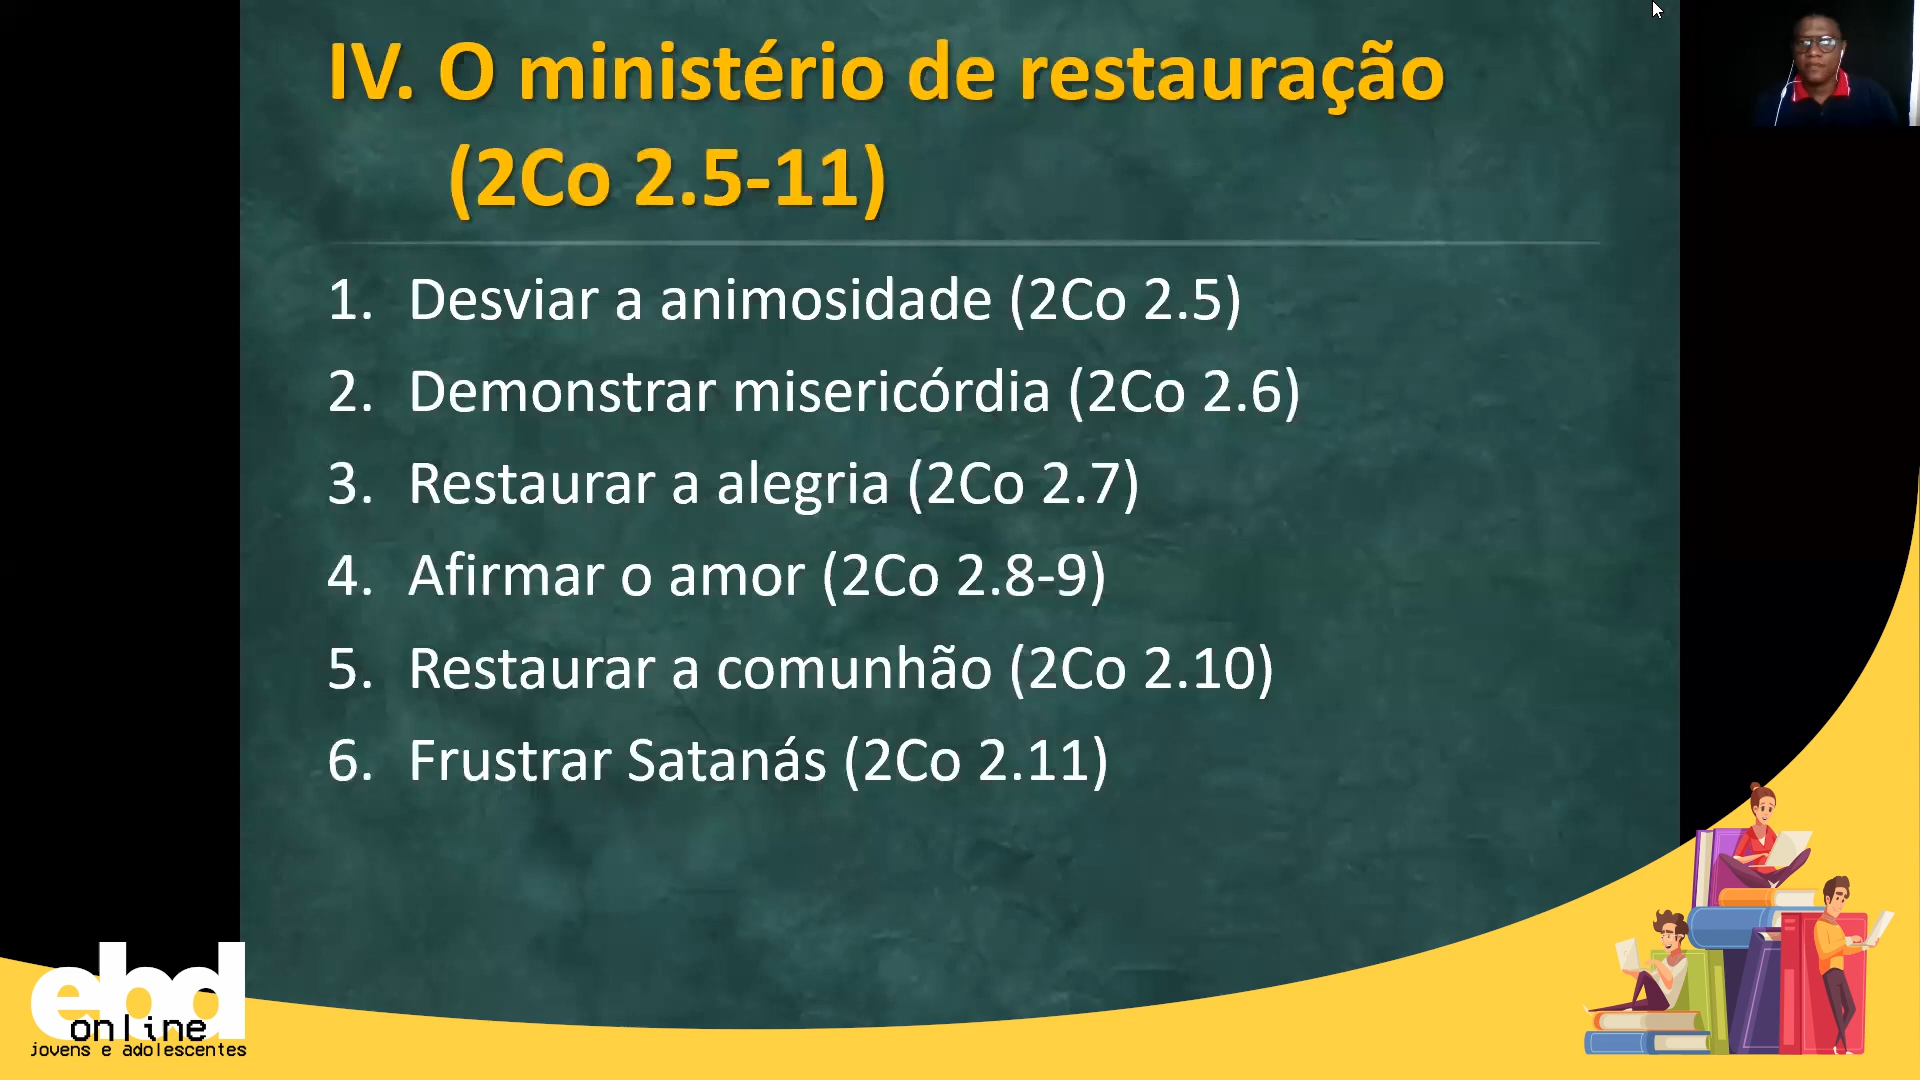 IV. O ministério de restauração
(2Co 2.5-11)
1. Desviar a animosidade (2Co 2.5)
2. Demonstrar misericórdia (2Co 2.6)
3. Restaurar a alegria (2Co 2.7)
4. Afirmar o amor (2Co 2.8-9)
5. Restaurar a comunhão (2Co 2.10)
6. Frustrar Satanás (2Co 2.11)
ebd
online
jovens e adolescentes